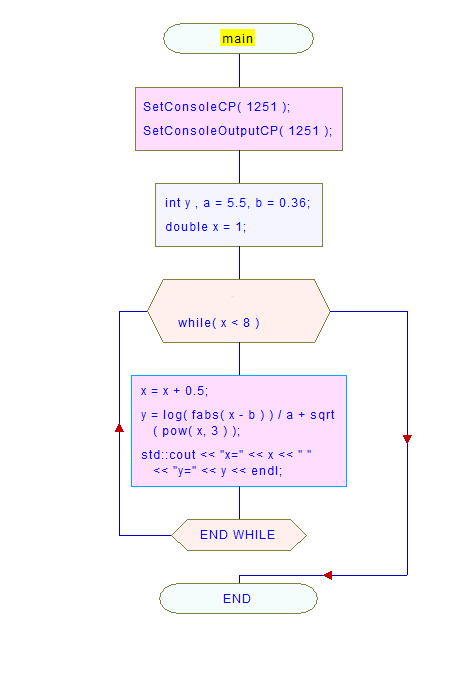 main
SetConsoleCP( 1251 );
SetConsoleOutputCP( 1251 );
int y , a = 5.5, b = 0.36;
double x = 1;
while( x < 8 )
x = x + 0.5;
y = log( fabs( x - b ) ) / a + sqrt
( pow( x, 3 ) );
std::cout << "x=" << x << " "
<< "y=" << y << endl;
END WHILE
END